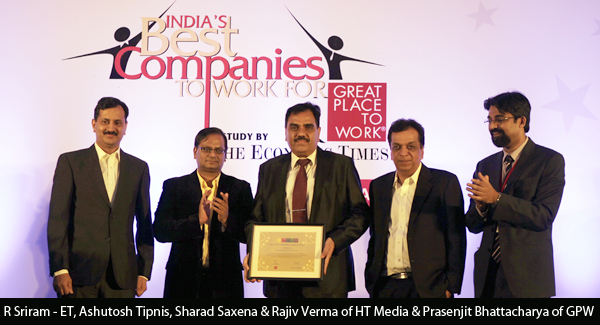 INDIA'S
Best
Companies
TO WORK FOR
GREAT
PLACE
TO
WORK®
STUDY BY
THE ECONOMIC TIMES
R Sriram - ET, Ashutosh Tipnis, Sharad Saxena & Rajiv Verma of HT Media & Prasenjit Bhattacharya of GPW